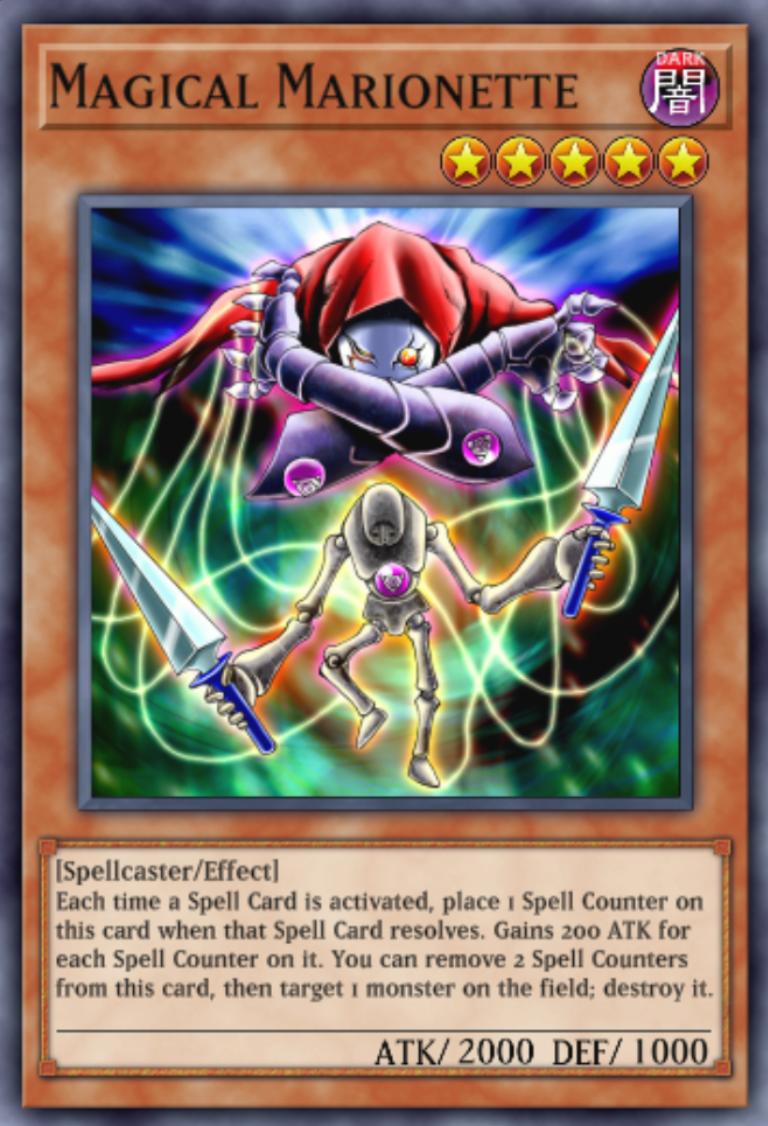 MAGICAL MARIONETTE
DARK
闇
[Spellcaster/Effect]
Each time a Spell Card is activated, place 1 Spell Counter on
this card when that Spell Card resolves. Gains 200 ATK for
each Spell Counter on it. You can remove 2 Spell Counters
from this card, then target 1 monster on the field; destroy it.
ATK/ 2000 DEF/ 1000